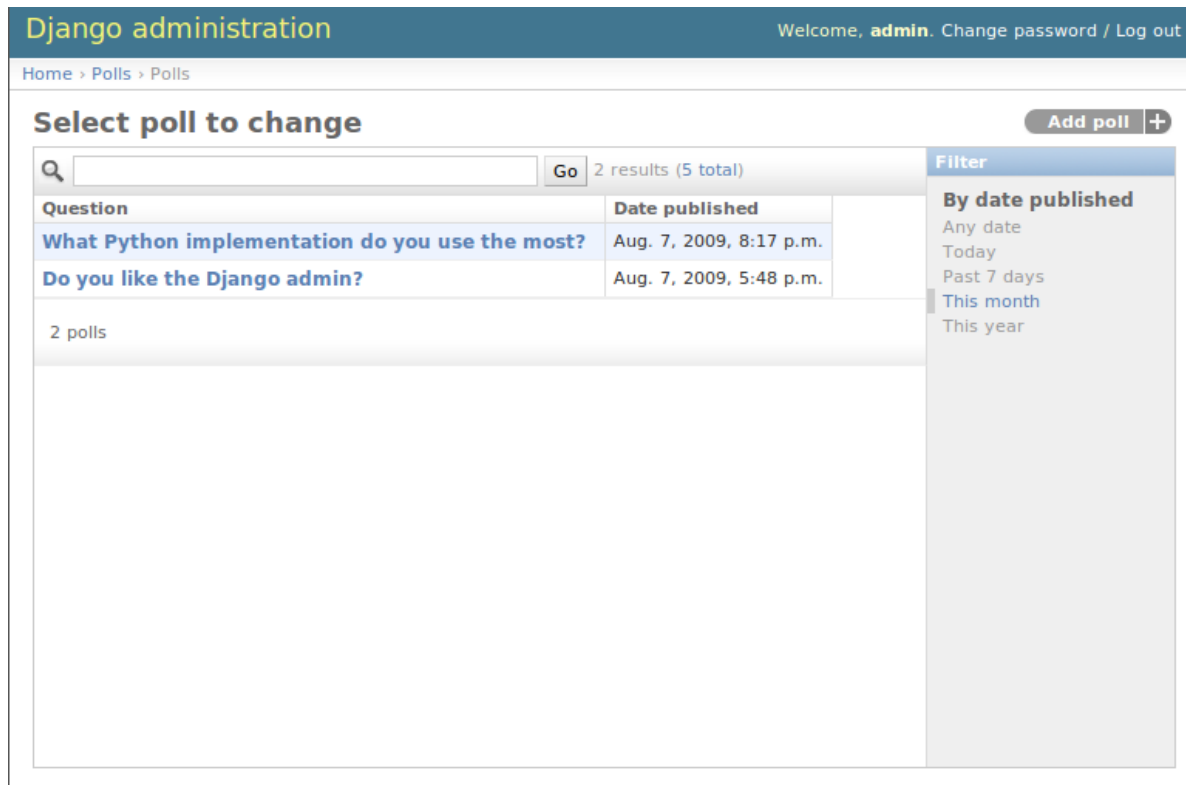 Django administration
Welcome, admin. Change password / Log out
Home › Polls › Polls
Select poll to change
Add poll +
Go 2 results (5 total)
Question Date published
What Python implementation do you use the most? Aug. 7, 2009, 8:17 p.m.
Do you like the Django admin? Aug. 7, 2009, 5:48 p.m.
2 polls
Filter
By date published
Any date
Today
Past 7 days
This month
This year